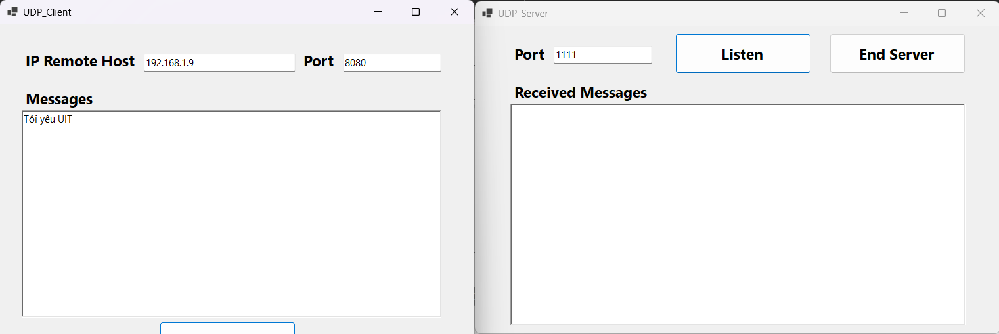 UDP_Client
IP Remote Host 192.168.1.9 Port 8080
Messages
Tôi yêu UIT
UDP_Server
Port 1111 Listen End Server
Received Messages